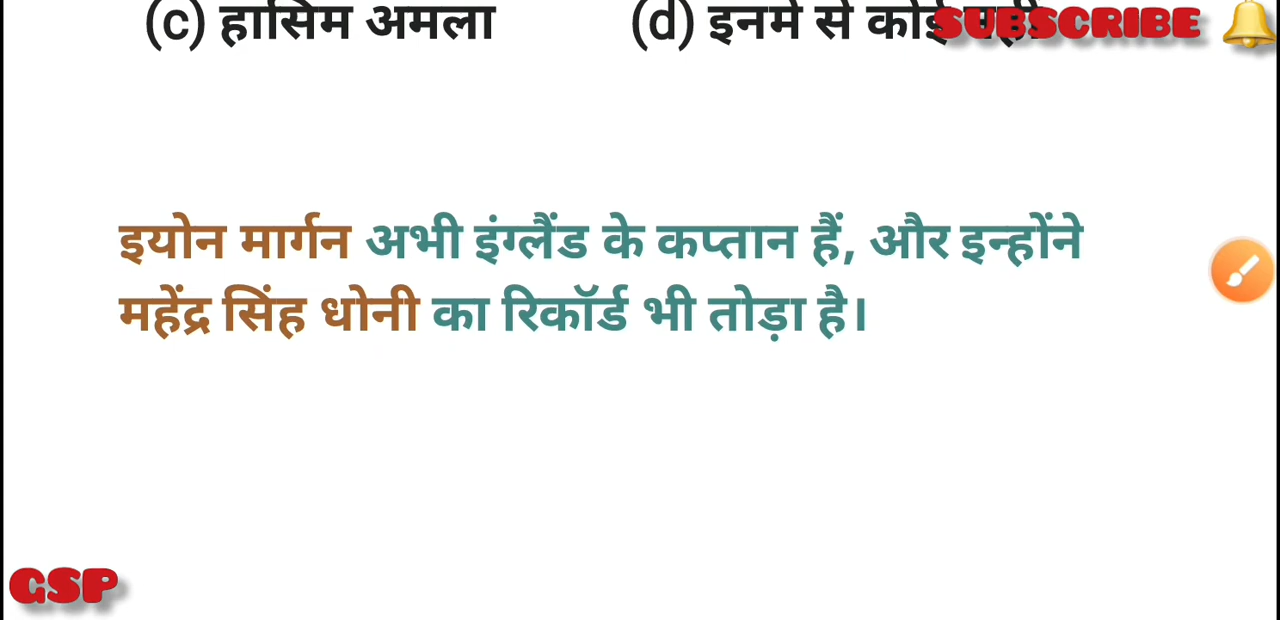 (c) हासिम अमला (d) इनमे से कोई SUBSCRIBE
इयोन मार्गन अभी इंग्लैंड के कप्तान हैं, और इन्होंने
महेंद्र सिंह धोनी का रिकॉर्ड भी तोड़ा है।
GSP